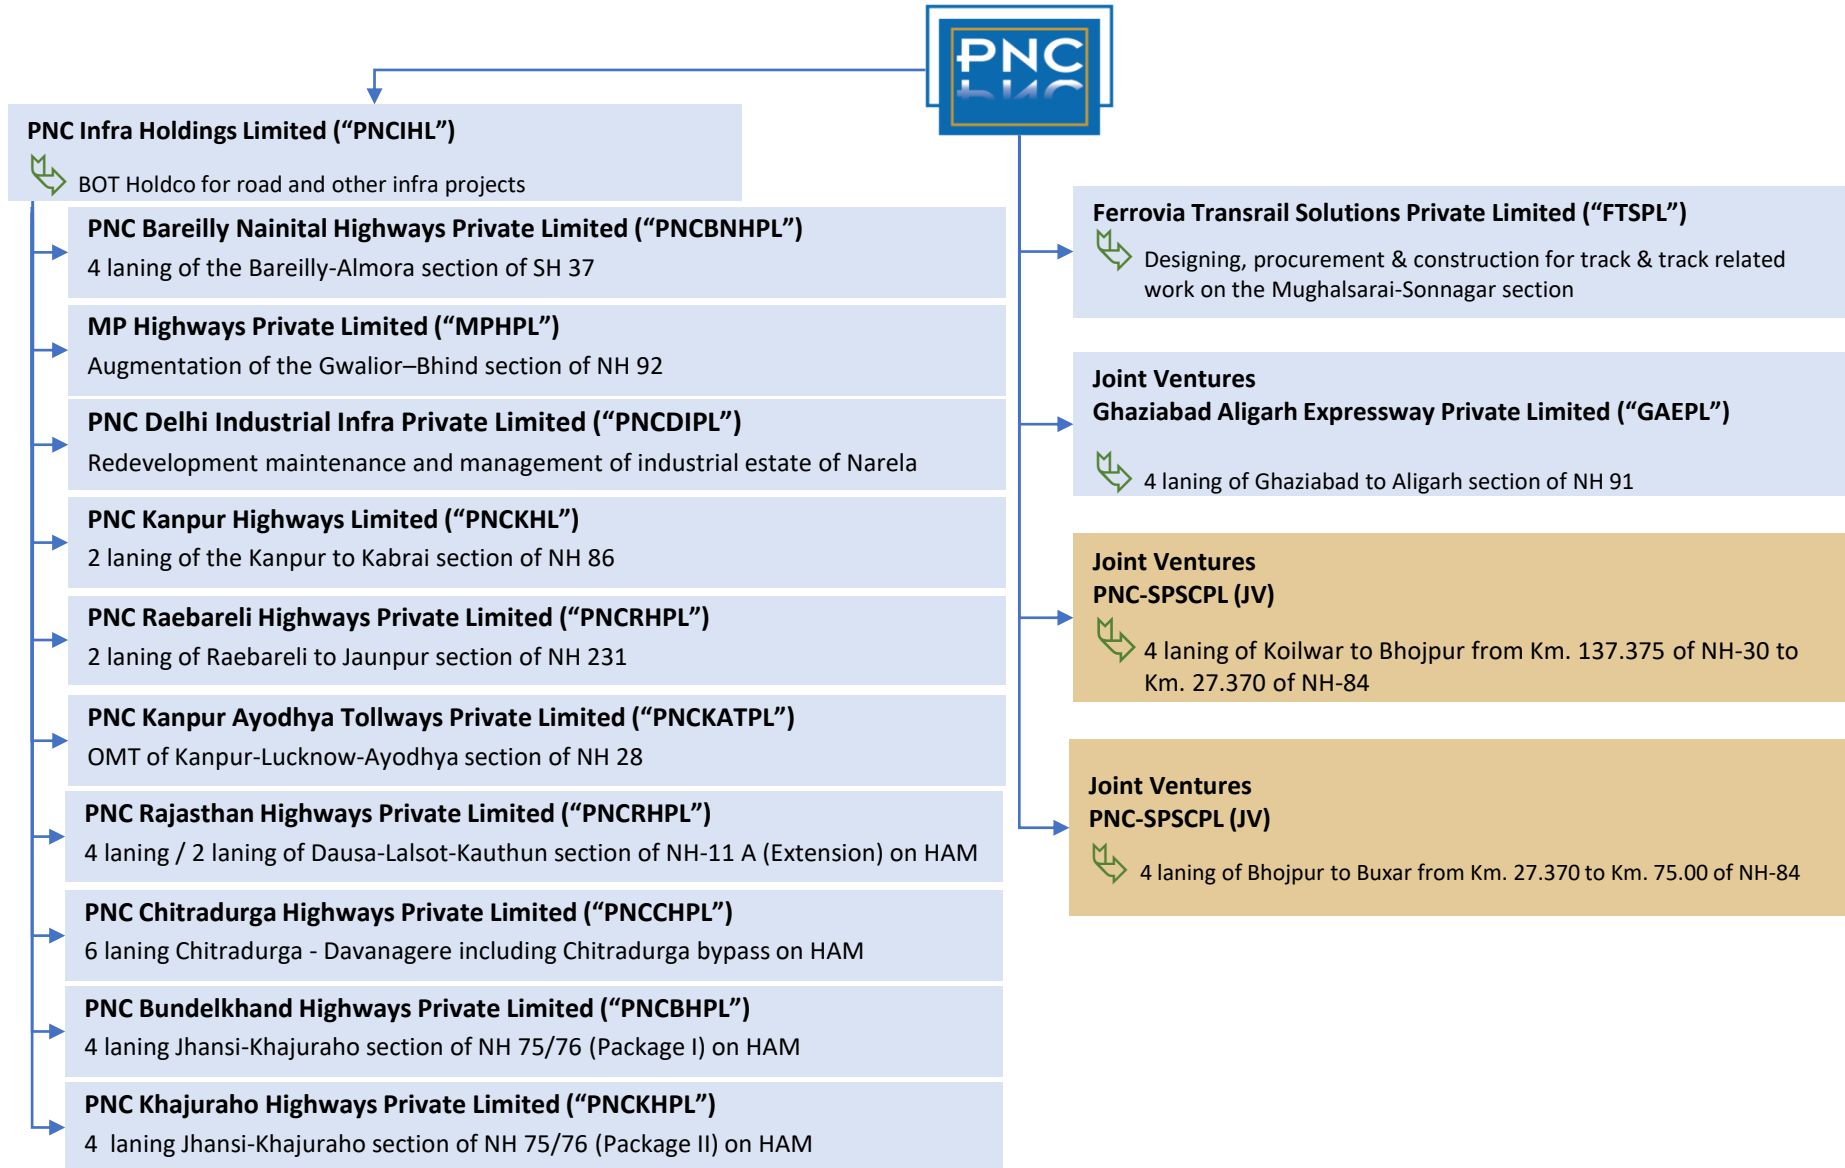 PNC
PNC Infra Holdings Limited (“PNCIHL”)
BOT Holdco for road and other infra projects
PNC Bareilly Nainital Highways Private Limited (“PNCBNHPL”)
4 laning of the Bareilly-Almora section of SH 37
MP Highways Private Limited (“MPHPL”)
Augmentation of the Gwalior–Bhind section of NH 92
PNC Delhi Industrial Infra Private Limited (“PNCDIPL”)
Redevelopment maintenance and management of industrial estate of Narela
PNC Kanpur Highways Limited (“PNCKHL”)
2 laning of the Kanpur to Kabrai section of NH 86
PNC Raebareli Highways Private Limited (“PNCRHPL”)
2 laning of Raebareli to Jaunpur section of NH 231
PNC Kanpur Ayodhya Tollways Private Limited (“PNCKATPL”)
OMT of Kanpur-Lucknow-Ayodhya section of NH 28
PNC Rajasthan Highways Private Limited (“PNCRHPL”)
4 laning / 2 laning of Dausa-Lalsot-Kauthun section of NH-11 A (Extension) on HAM
PNC Chitradurga Highways Private Limited (“PNCCHPL”)
6 laning Chitradurga - Davanagere including Chitradurga bypass on HAM
PNC Bundelkhand Highways Private Limited (“PNCBHPL”)
4 laning Jhansi-Khajuraho section of NH 75/76 (Package I) on HAM
PNC Khajuraho Highways Private Limited (“PNCKHPL”)
4 laning Jhansi-Khajuraho section of NH 75/76 (Package II) on HAM
Ferrovia Transrail Solutions Private Limited (“FTSPL”)
Designing, procurement & construction for track & track related
work on the Mughalsarai-Sonnagar section
Joint Ventures
Ghaziabad Aligarh Expressway Private Limited (“GAEPL”)
4 laning of Ghaziabad to Aligarh section of NH 91
Joint Ventures
PNC-SPSCPL (JV)
4 laning of Koilwar to Bhojpur from Km. 137.375 of NH-30 to
Km. 27.370 of NH-84
Joint Ventures
PNC-SPSCPL (JV)
4 laning of Bhojpur to Buxar from Km. 27.370 to Km. 75.00 of NH-84